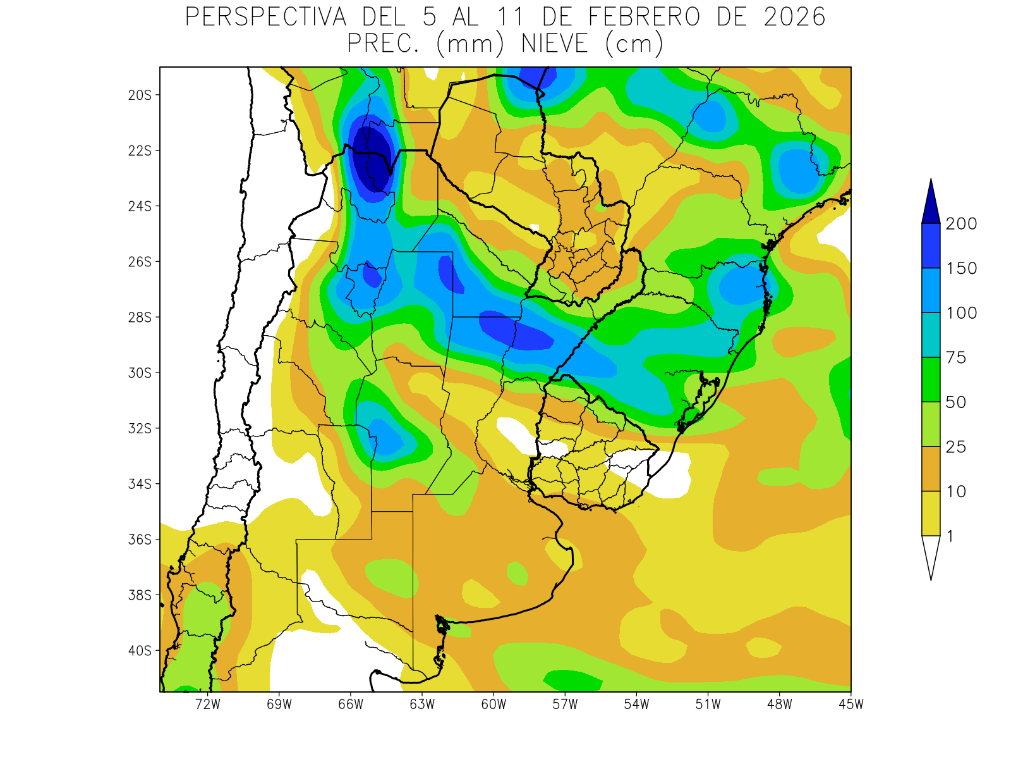 PERSPECTIVA DEL 5 AL 11 DE FEBRERO DE 2026
PREC. (mm) NIEVE (cm)
20S
22S
24S
26S
28S
30S
32S
34S
36S
38S
40S
72W 69W 66W 63W 60W 57W 54W 51W 48W 45W
200
150
100
75
50
25
10
1